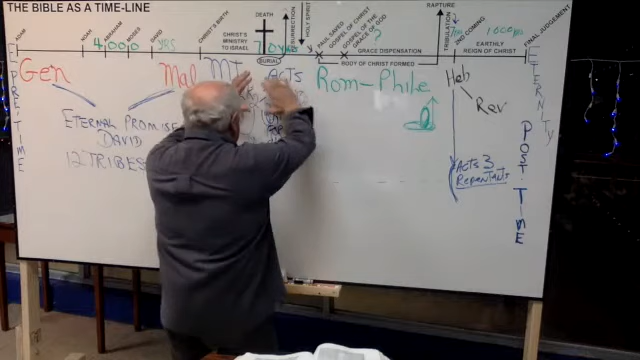 THE BIBLE AS A TIME-LINE
ADAM
NOAH
ABRAHAM
MOSES
DAVID
CHRIST'S BIRTH
CHRIST'S
MINISTRY
TO ISRAEL
DEATH
BURIAL
RESURRECTION
HOLY SPIRIT
PAUL SAVED
GOSPEL OF CHRIST
GOSPEL OF THE
GRACE OF GOD
?
GRACE DISPENSATION
BODY OF CHRIST FORMED
RAPTURE
TRIBULATION
2ND COMING
EARTHLY
REIGN OF CHRIST
FINAL JUDGEMENT
4,000 YRS
1000
PRE-TIME
Gen
Mal
MT
ACTS
Rom-Phile
Heb
Rev
ETERNAL PROMISE
DAVID
12 TRIBES
ACTS 3
Repentants
ETERNITY
POST-TIME